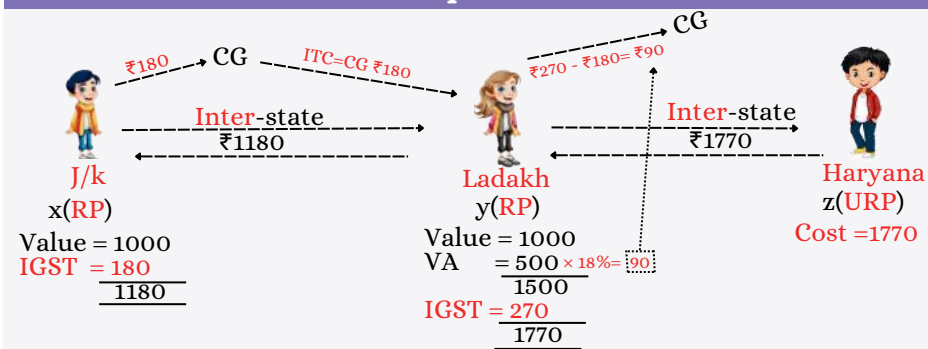 CG
₹180
CG
ITC=CG ₹180
₹270 - ₹180= ₹90
Inter-state
₹1180
Inter-state
₹1770
J/k
x(RP)
Value = 1000
IGST = 180
1180
Ladakh
y(RP)
Value = 1000
VA = 500 × 18%= 90
1500
IGST = 270
1770
Haryana
z(URP)
Cost =1770